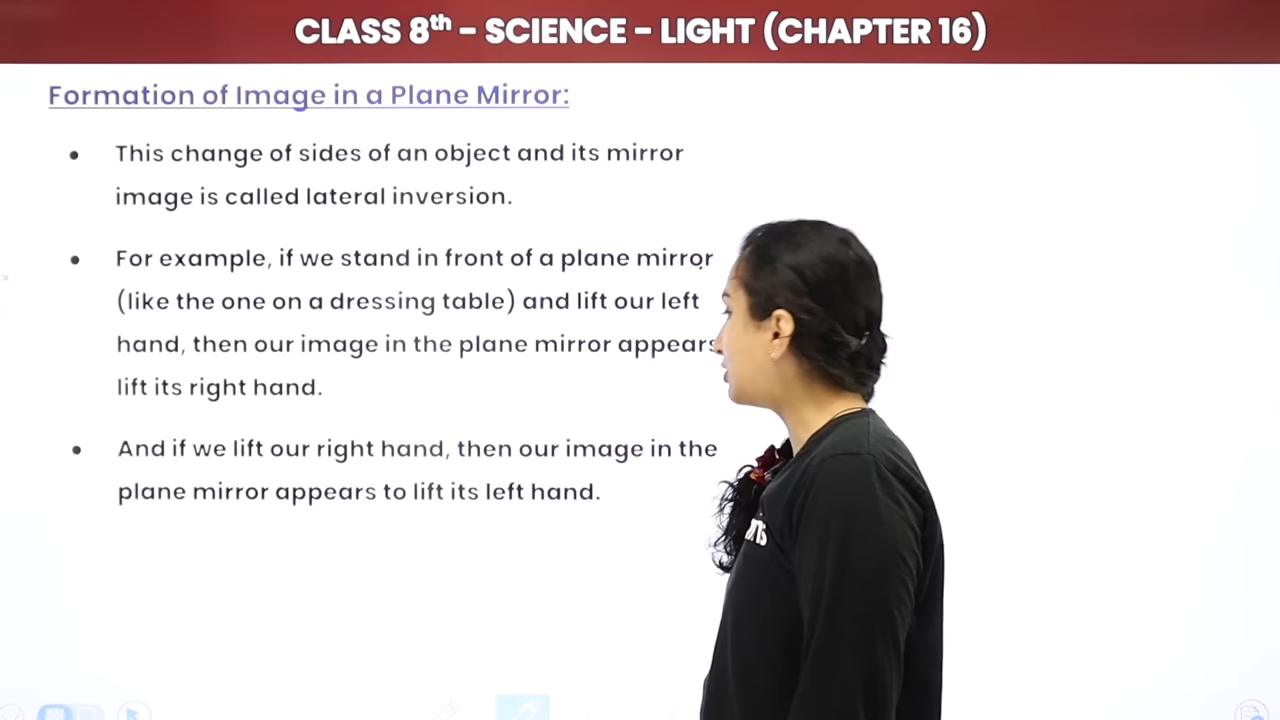 CLASS 8th – SCIENCE – LIGHT (CHAPTER 16)
Formation of Image in a Plane Mirror:
• This change of sides of an object and its mirror
image is called lateral inversion.
• For example, if we stand in front of a plane mirror
(like the one on a dressing table) and lift our left
hand, then our image in the plane mirror appears
lift its right hand.
• And if we lift our right hand, then our image in the
plane mirror appears to lift its left hand.